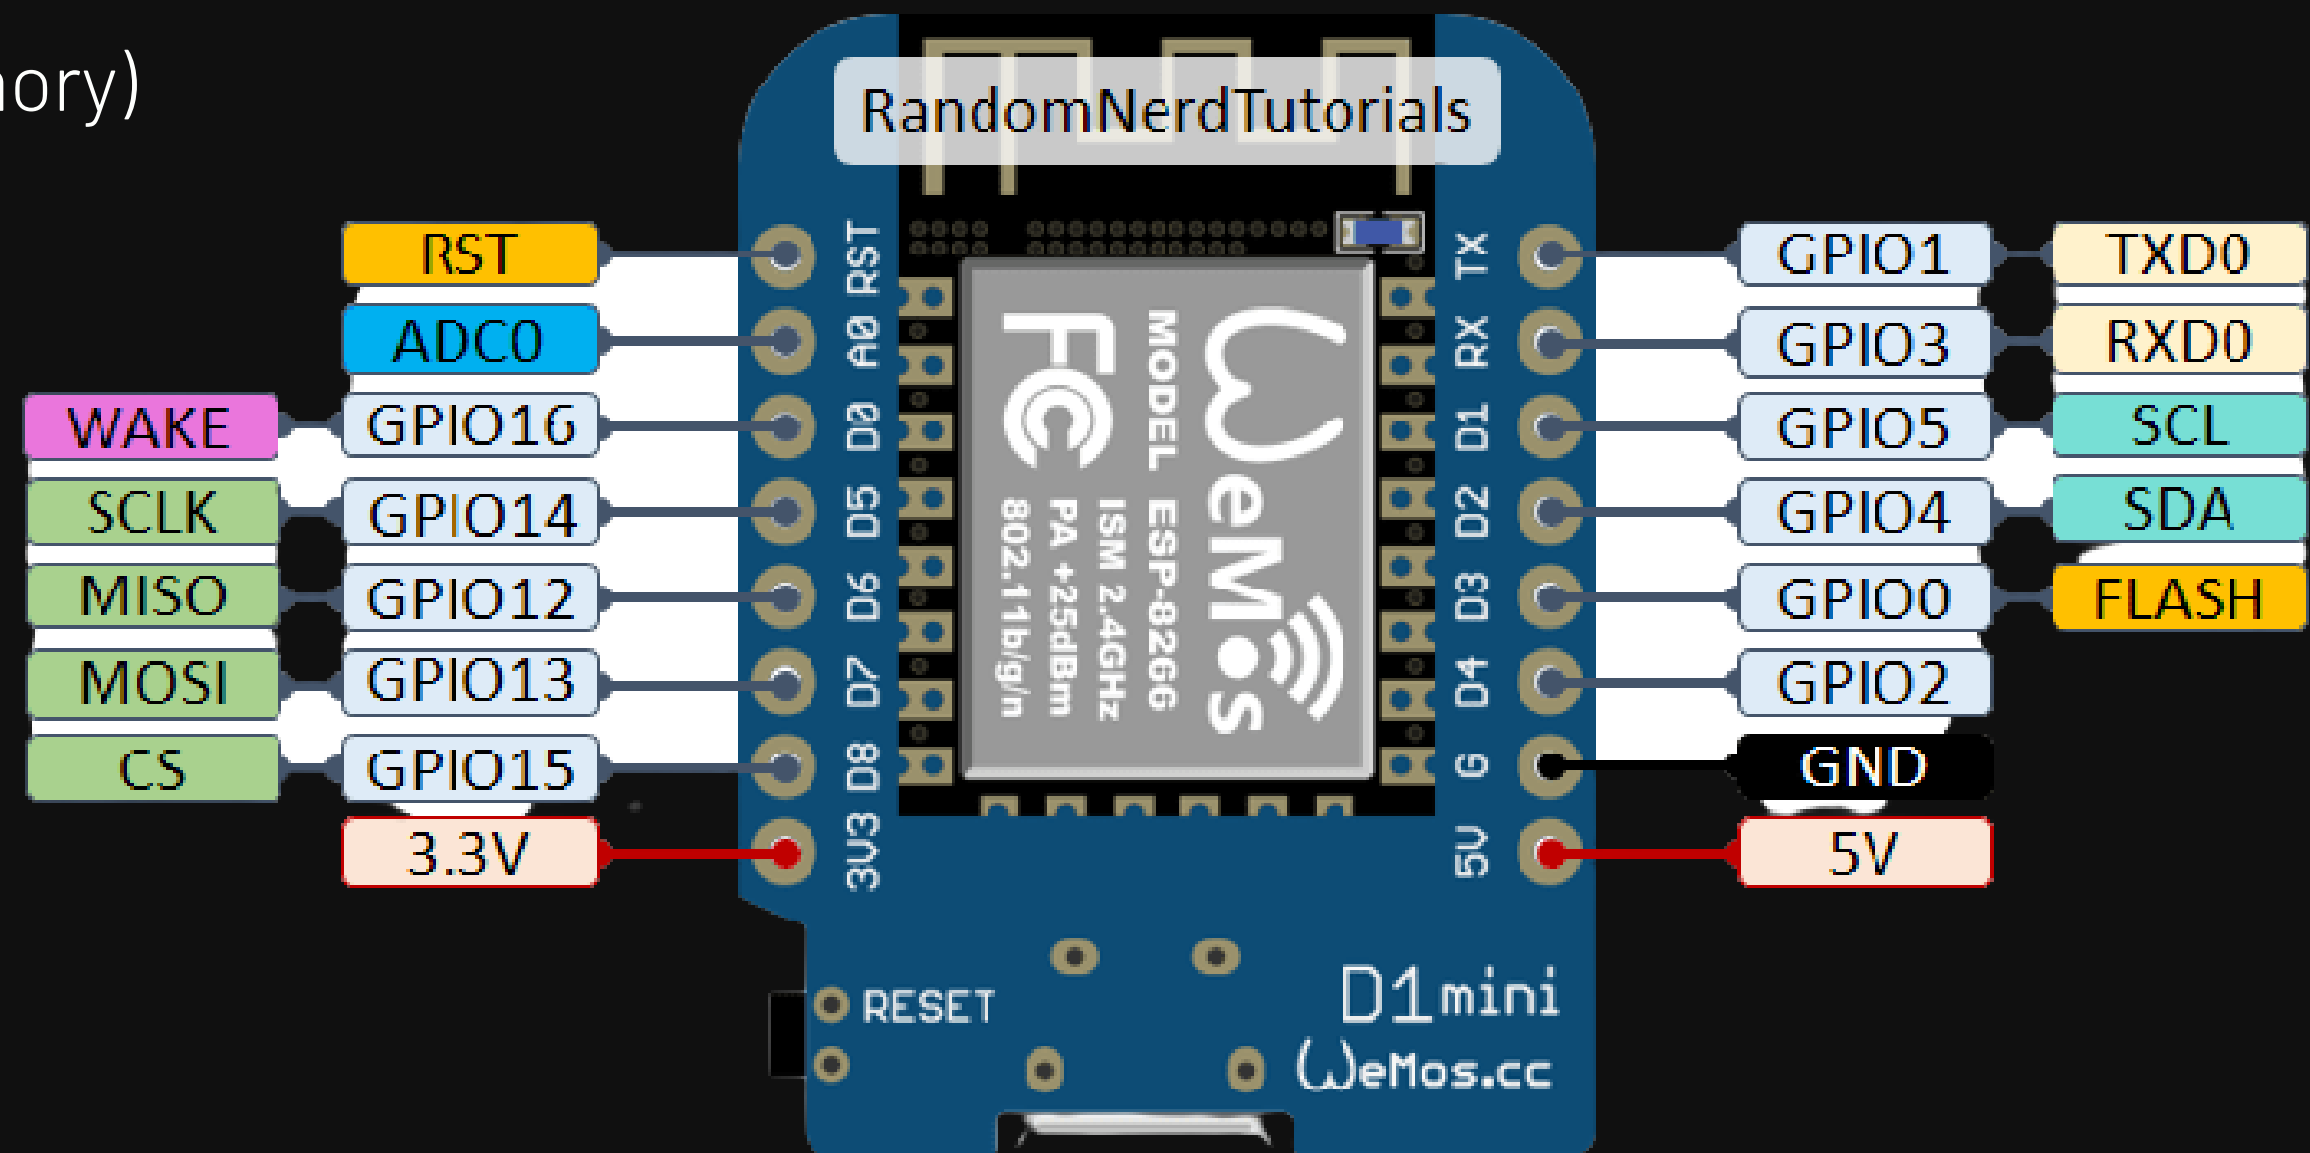 ory)
RandomNerdTutorials
RST
ADC0
WAKE GPIO16
SCLK GPIO14
MISO GPIO12
MOSI GPIO13
CS GPIO15
3.3V
RST
A0
D0
D5
D6
D7
D8
3V3
WeMos
MODEL ESP-8266
ISM 2.4GHz
PA +25dBm
802.11b/g/n
FC
TX
RX
D1
D2
D3
D4
G
5V
GPIO1 TXD0
GPIO3 RXD0
GPIO5 SCL
GPIO4 SDA
GPIO0 FLASH
GPIO2
GND
5V
RESET
D1 mini
WeMos.cc